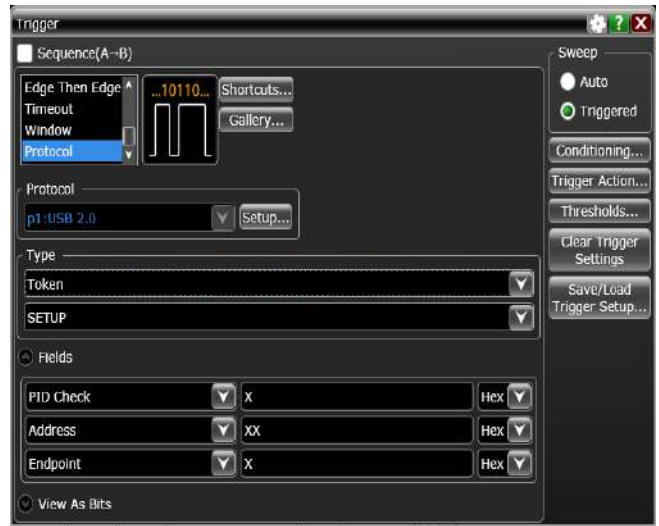 Trigger
Sequence(A→B)
Edge Then Edge
Timeout
Window
Protocol
...10110...
Shortcuts...
Gallery...
Protocol
p1:USB 2.0
Setup...
Type
Token
SETUP
Fields
PID Check X Hex
Address XX Hex
Endpoint X Hex
View As Bits
? X
Sweep
Auto
Triggered
Conditioning...
Trigger Action...
Thresholds...
Clear Trigger
Settings
Save/Load
Trigger Setup...